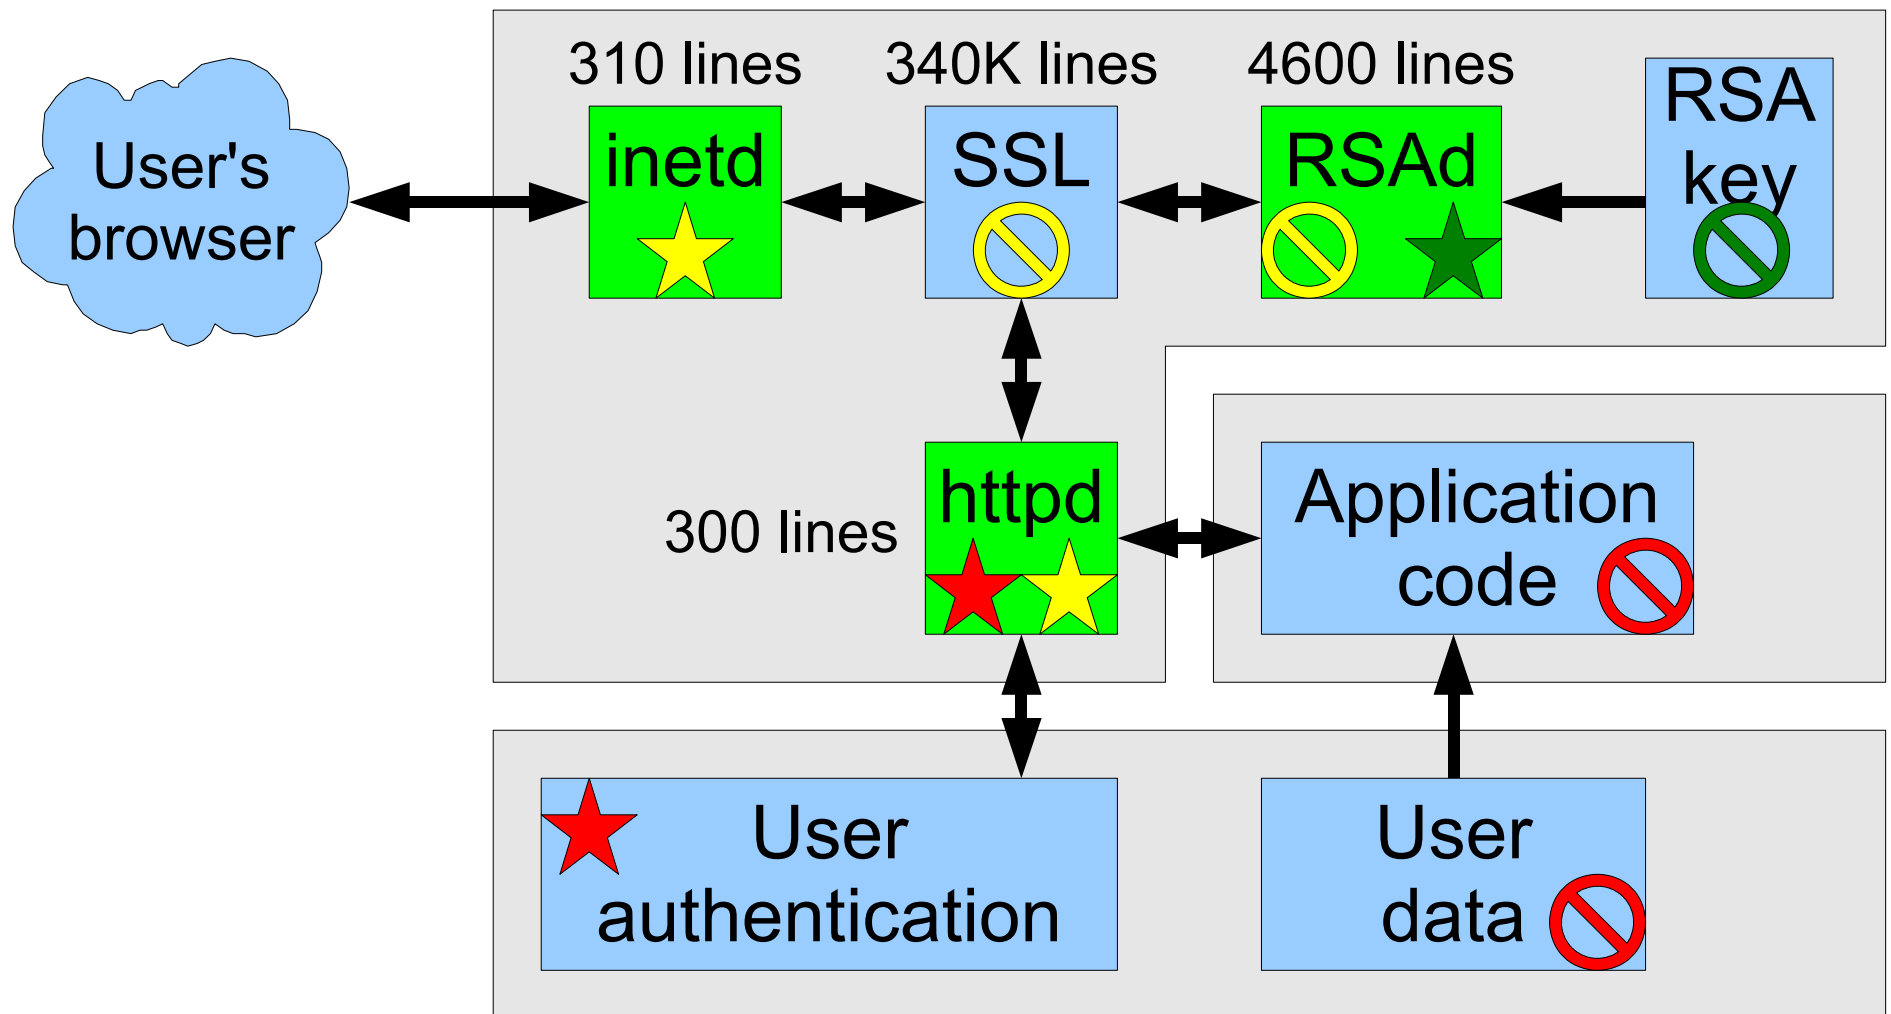 310 lines
340K lines
4600 lines
User's
browser
inetd
SSL
RSAd
RSA
key
300 lines
httpd
Application
code
User
authentication
User
data